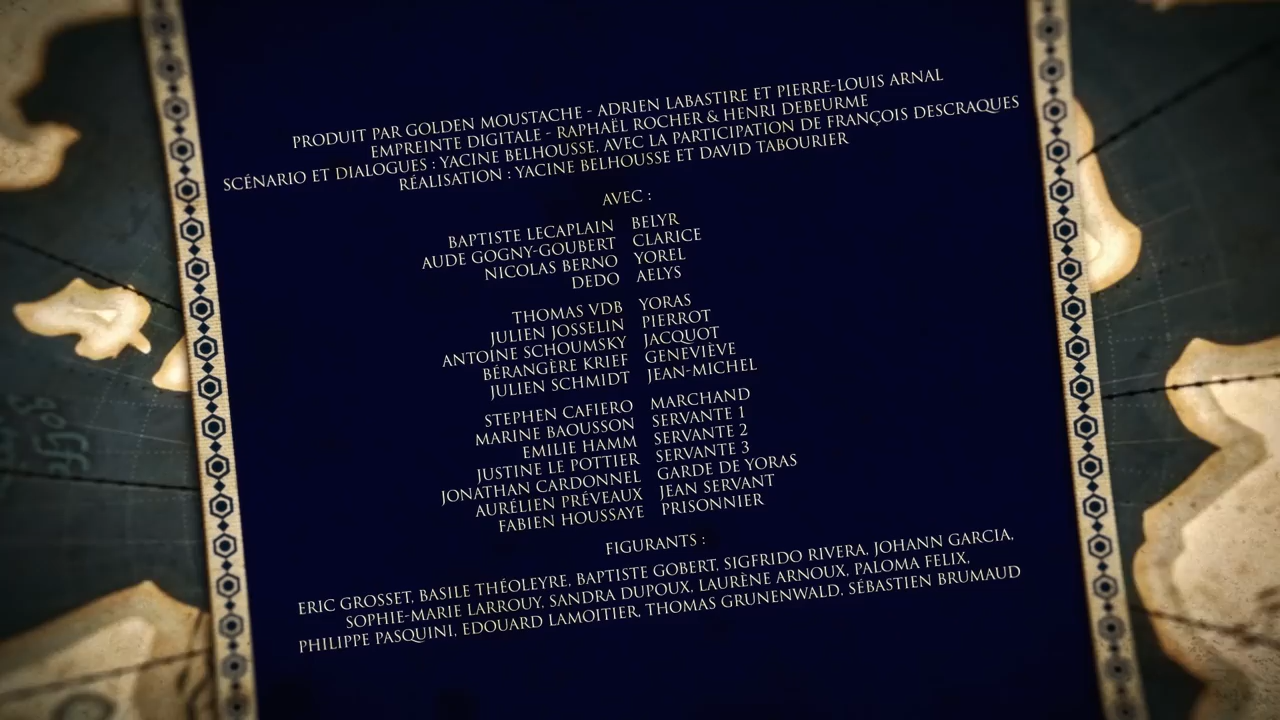 PRODUIT PAR GOLDEN MOUSTACHE - ADRIEN LABASTIRE ET PIERRE-LOUIS ARNAL
EMPREINTE DIGITALE - RAPHAËL ROCHER & HENRI DEBEURME
SCÉNARIO ET DIALOGUES : YACINE BELHOUSSE, AVEC LA PARTICIPATION DE FRANÇOIS DESCRAQUES
RÉALISATION : YACINE BELHOUSSE ET DAVID TABOURIER
AVEC :
BAPTISTE LECAPLAIN BELYR
AUDE GOGNY-GOUBERT CLARICE
NICOLAS BERNO YOREL
DEDO AELYS
THOMAS VDB YORAS
JULIEN JOSSELIN PIERROT
ANTOINE SCHOUMSKY JACQUOT
BÉRANGÈRE KRIEF GENEVIÈVE
JULIEN SCHMIDT JEAN-MICHEL
STEPHEN CAFIERO MARCHAND
MARINE BAOUSSON SERVANTE 1
EMILIE HAMM SERVANTE 2
JUSTINE LE POTTIER SERVANTE 3
JONATHAN CARDONNEL GARDE DE YORAS
AURÉLIEN PRÉVEAUX JEAN SERVANT
FABIEN HOUSSAYE PRISONNIER
FIGURANTS :
ERIC GROSSET, BASILE THÉOLEYRE, BAPTISTE GOBERT, SIGFRIDO RIVERA, JOHANN GARCIA,
SOPHIE-MARIE LARROUY, SANDRA DUPOUX, LAURÈNE ARNOUX, PALOMA FELIX,
PHILIPPE PASQUINI, EDOUARD LAMOITIER, THOMAS GRUNENWALD, SÉBASTIEN BRUMAUD
golfe